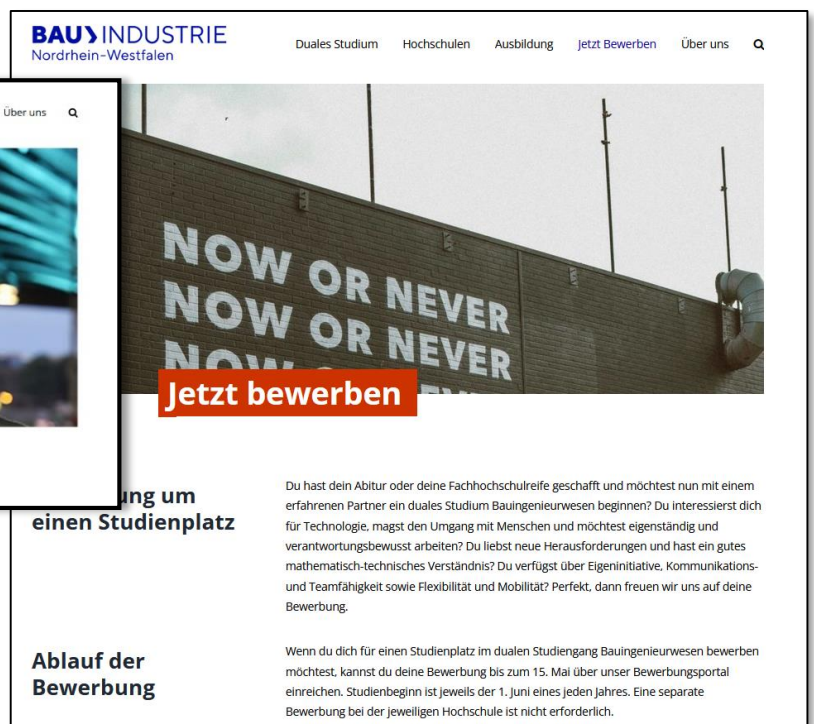 BAU INDUSTRIE
Nordrhein-Westfalen
Duales Studium Hochschulen Ausbildung Jetzt Bewerben Über uns
Über uns
NOW OR NEVER
NOW OR NEVER
NOW
Jetzt bewerben
um
einen Studienplatz
Du hast dein Abitur oder deine Fachhochschulreife geschafft und möchtest nun mit einem
erfahrenen Partner ein duales Studium Bauingenieurwesen beginnen? Du interessierst dich
für Technologie, magst den Umgang mit Menschen und möchtest eigenständig und
verantwortungsbewusst arbeiten? Du liebst neue Herausforderungen und hast ein gutes
mathematisch-technisches Verständnis? Du verfügst über Eigeninitiative, Kommunikations-
und Teamfähigkeit sowie Flexibilität und Mobilität? Perfekt, dann freuen wir uns auf deine
Bewerbung.
Ablauf der
Bewerbung
Wenn du dich für einen Studienplatz im dualen Studiengang Bauingenieurwesen bewerben
möchtest, kannst du deine Bewerbung bis zum 15. Mai über unser Bewerbungsportal
einreichen. Studienbeginn ist jeweils der 1. Juni eines jeden Jahres. Eine separate
Bewerbung bei der jeweiligen Hochschule ist nicht erforderlich.